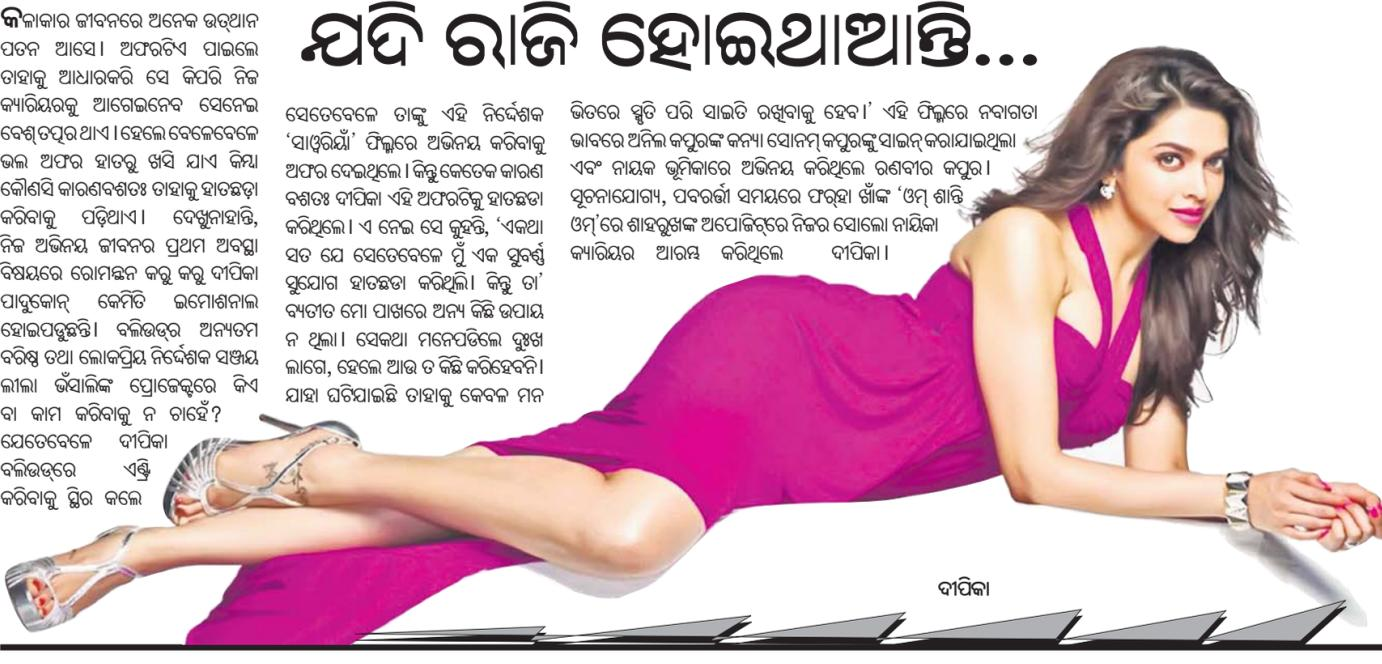 ଯଦି ରାଜି ହୋଇଥାଆନ୍ତି...
କଳାକାର ଜୀବନରେ ଅନେକ ଉତ୍‌ଥାନ
ପତନ ଆସେ। ଅଫରଟିଏ ପାଇଲେ
ତାହାକୁ ଆଧାରକରି ସେ କିପରି ନିଜ
କ୍ୟାରିୟରକୁ ଆଗେଇନେବ ସେନେଇ
ବେଶ୍ ତତ୍ପର ଥାଏ। ହେଲେ ବେଳେବେଳେ
ଭଲ ଅଫର ହାତରୁ ଖସି ଯାଏ କିମ୍ବା
କୌଣସି କାରଣବଶତଃ ତାହାକୁ ହାତଛଡ଼ା
କରିବାକୁ ପଡ଼ିଥାଏ। ଦେଖୁନାହାନ୍ତି,
ନିଜ ଅଭିନୟ ଜୀବନର ପ୍ରଥମ ଅବସ୍ଥା
ବିଷୟରେ ରୋମନ୍ଥନ କରୁ କରୁ ଦୀପିକା
ପାଦୁକୋନ୍ କେମିତି ଇମୋଶନାଲ
ହୋଇପଡୁଛନ୍ତି। ବଲିଉଡ୍‌ର ଅନ୍ୟତମ
ବରିଷ୍ଠ ତଥା ଲୋକପ୍ରିୟ ନିର୍ଦ୍ଦେଶକ ସଞ୍ଜୟ
ଲୀଲା ଭଁସାଲିଙ୍କ ପ୍ରୋଜେକ୍ଟରେ କିଏ
ବା କାମ କରିବାକୁ ନ ଚାହେଁ?
ଯେତେବେଳେ ଦୀପିକା
ବଲିଉଡ୍‌ରେ ଏଣ୍ଟ୍ରି
କରିବାକୁ ସ୍ଥିର କଲେ
ସେତେବେଳେ ତାଙ୍କୁ ଏହି ନିର୍ଦ୍ଦେଶକ
‘ସାୱରିୟାଁ’ ଫିଲ୍ମରେ ଅଭିନୟ କରିବାକୁ
ଅଫର ଦେଇଥିଲେ। କିନ୍ତୁ କେତେକ କାରଣ
ବଶତଃ ଦୀପିକା ଏହି ଅଫରଟିକୁ ହାତଛଡା
କରିଥିଲେ। ଏ ନେଇ ସେ କୁହନ୍ତି, ‘ଏକଥା
ସତ ଯେ ସେତେବେଳେ ମୁଁ ଏକ ସୁବର୍ଣ୍ଣ
ସୁଯୋଗ ହାତଛଡା କରିଥିଲି। କିନ୍ତୁ ତା’
ବ୍ୟତୀତ ମୋ ପାଖରେ ଅନ୍ୟ କିଛି ଉପାୟ
ନ ଥିଲା। ସେକଥା ମନେପଡିଲେ ଦୁଃଖ
ଲାଗେ, ହେଲେ ଆଉ ତ କିଛି କରିହେବନି।
ଯାହା ଘଟିଯାଇଛି ତାହାକୁ କେବଳ ମନ
ଭିତରେ ସ୍ମୃତି ପରି ସାଇତି ରଖିବାକୁ ହେବ।’ ଏହି ଫିଲ୍ମରେ ନବାଗତା
ଭାବରେ ଅନିଲ କପୁରଙ୍କ କନ୍ୟା ସୋନମ୍ କପୁରଙ୍କୁ ସାଇନ୍ କରାଯାଇଥିଲା
ଏବଂ ନାୟକ ଭୂମିକାରେ ଅଭିନୟ କରିଥିଲେ ରଣବୀର କପୁର।
ସୂଚନାଯୋଗ୍ୟ, ପବରର୍ତ୍ତୀ ସମୟରେ ଫର୍‌ହା ଖାଁଙ୍କ ‘ଓମ୍ ଶାନ୍ତି
ଓମ୍’ରେ ଶାହରୁଖଙ୍କ ଅପୋଜିଟ୍‌ରେ ନିଜର ସୋଲୋ ନାୟିକା
କ୍ୟାରିୟର ଆରମ୍ଭ କରିଥିଲେ ଦୀପିକା।
ଦୀପିକା